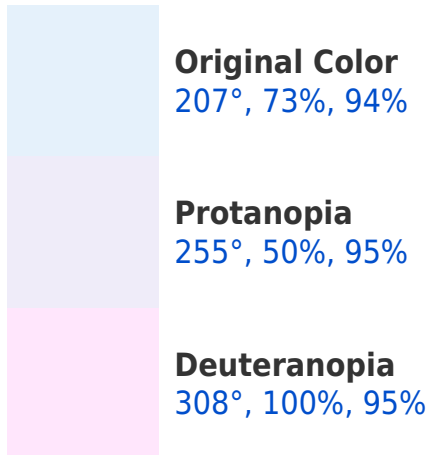 Original Color
207°, 73%, 94%
Protanopia
255°, 50%, 95%
Deuteranopia
308°, 100%, 95%